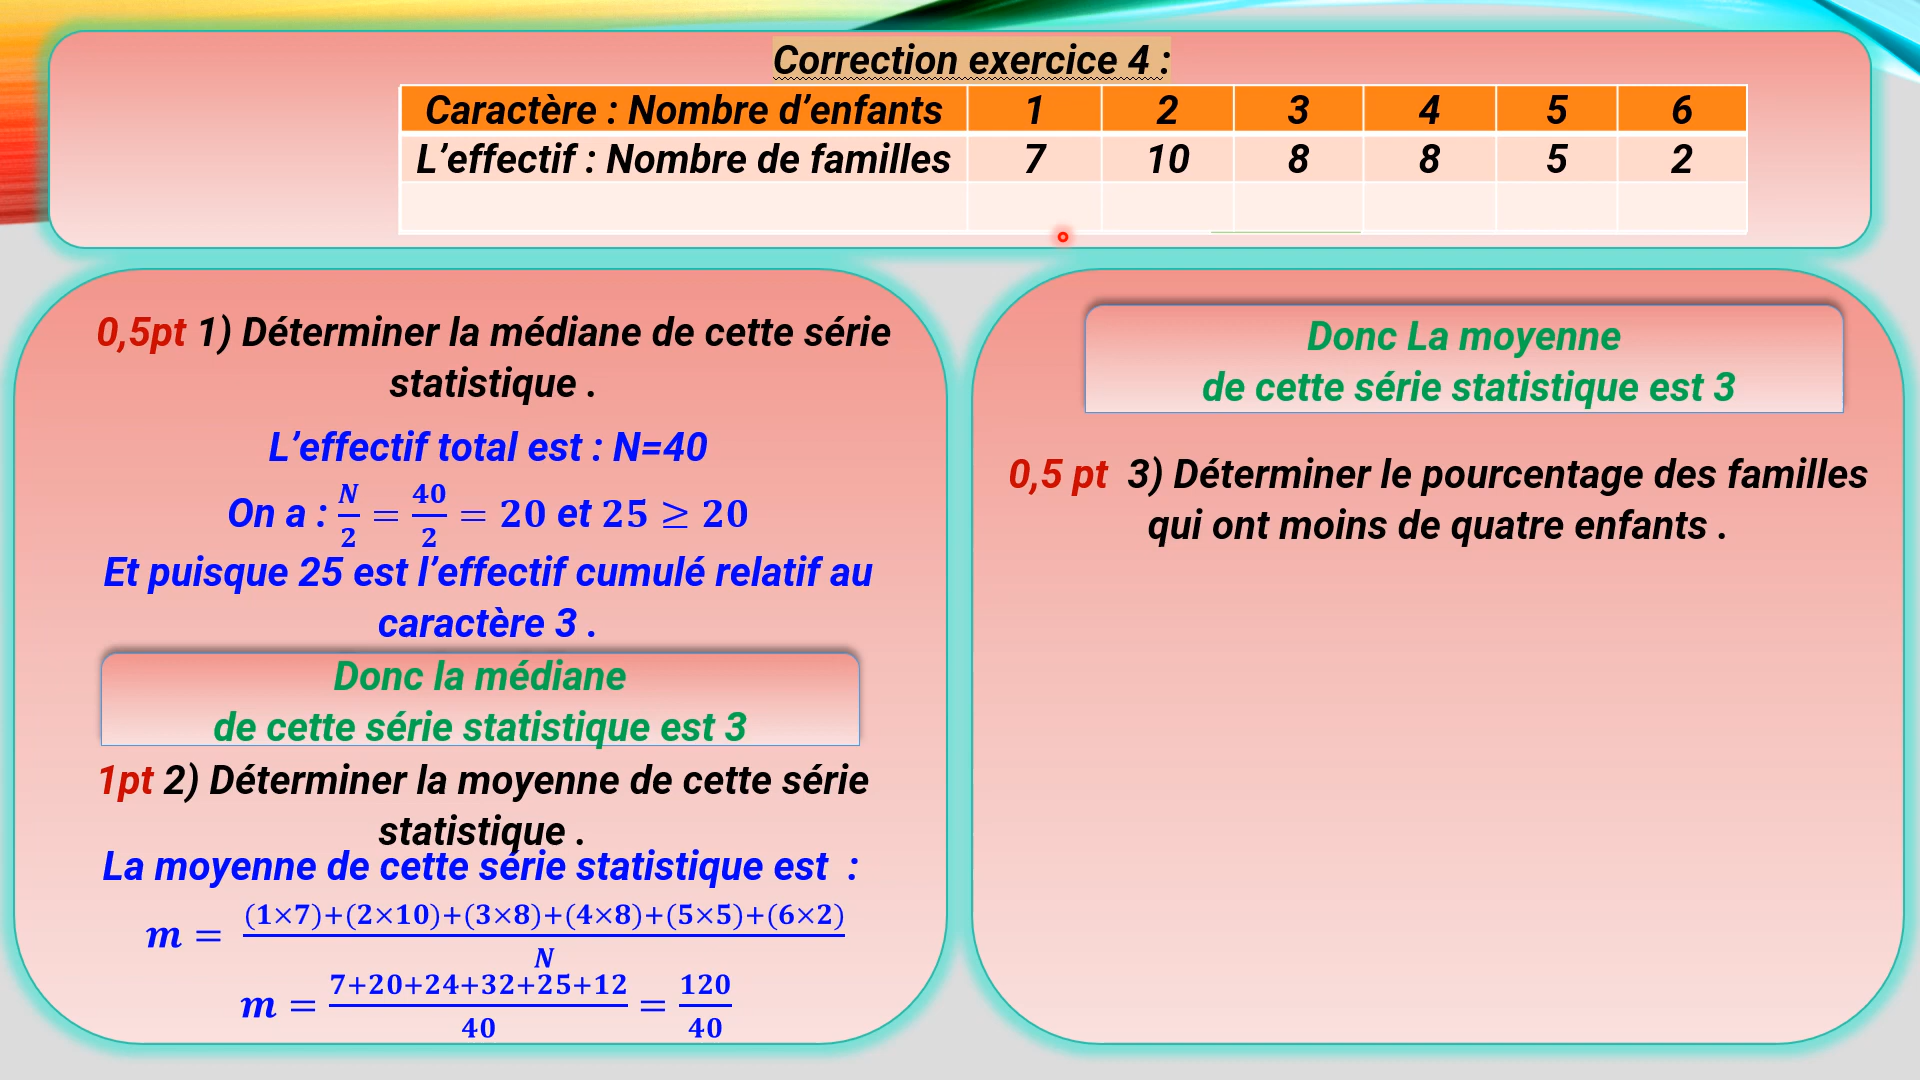 Correction exercice 4 :
Caractère : Nombre d’enfants 1 2 3 4 5 6
L’effectif : Nombre de familles 7 10 8 8 5 2
0,5pt 1) Déterminer la médiane de cette série
statistique .
L’effectif total est : N=40
On a : N/2 = 40/2 = 20 et 25 ≥ 20
Et puisque 25 est l’effectif cumulé relatif au
caractère 3 .
Donc la médiane
de cette série statistique est 3
1pt 2) Déterminer la moyenne de cette série
statistique .
La moyenne de cette série statistique est :
m = (1×7)+(2×10)+(3×8)+(4×8)+(5×5)+(6×2)/N
m = 7+20+24+32+25+12/40 = 120/40
Donc La moyenne
de cette série statistique est 3
0,5 pt 3) Déterminer le pourcentage des familles
qui ont moins de quatre enfants .